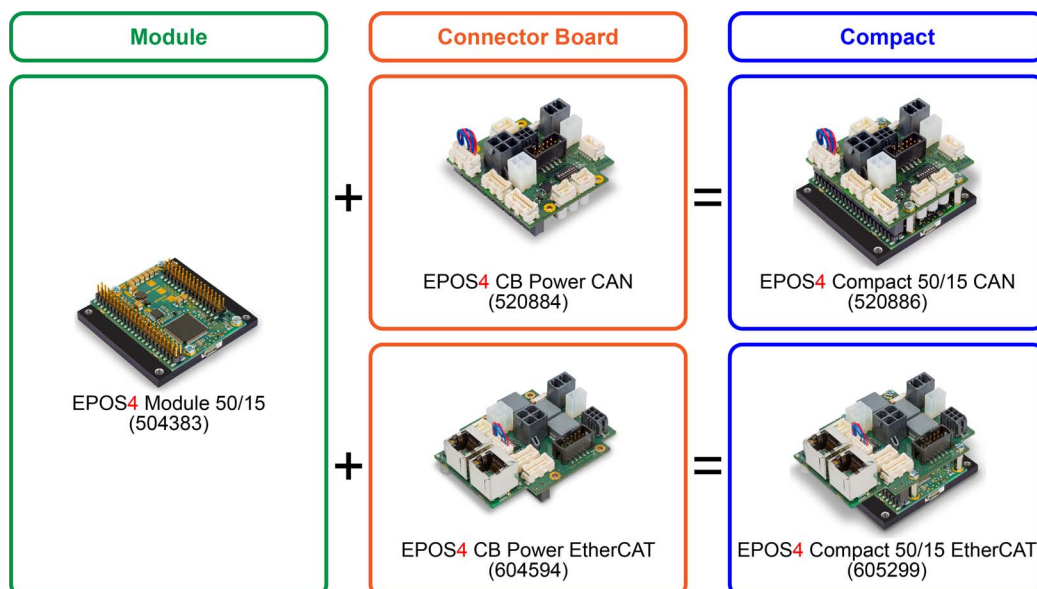 Module
Connector Board
Compact
+
=
EPOS4 CB Power CAN
(520884)
EPOS4 Compact 50/15 CAN
(520886)
EPOS4 Module 50/15
(504383)
+
=
EPOS4 CB Power EtherCAT
(604594)
EPOS4 Compact 50/15 EtherCAT
(605299)